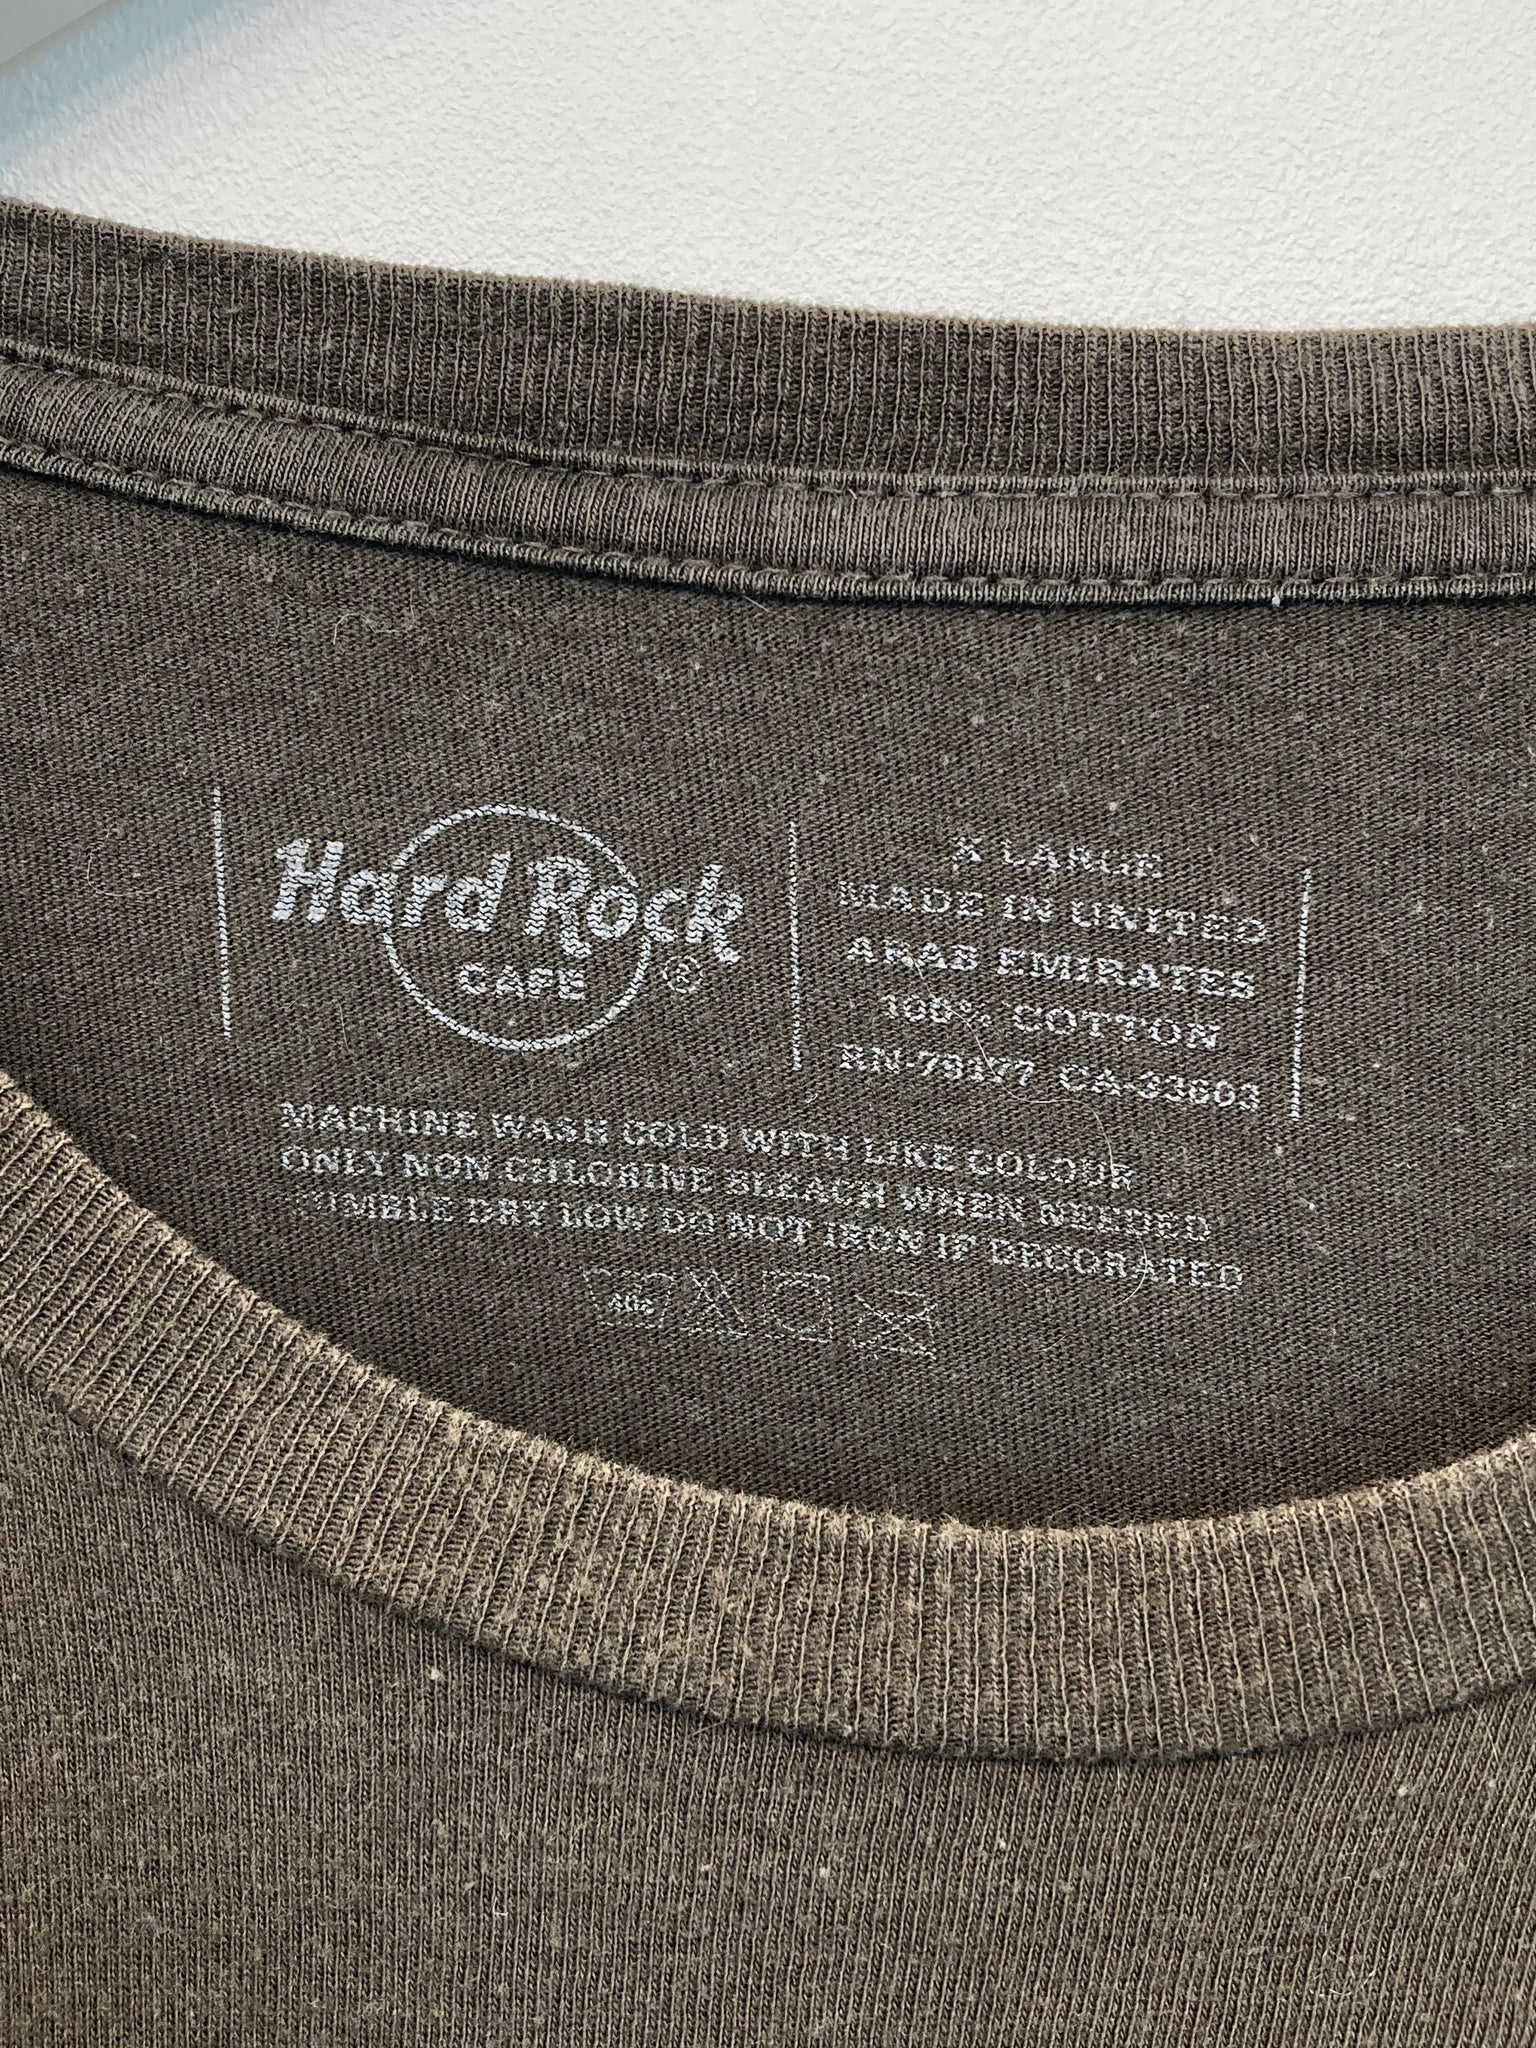 Hard Rock
CAFE ®
X LARGE
MADE IN UNITED
ARAB EMIRATES
100% COTTON
RN-79177 CA-33603
MACHINE WASH COLD WITH LIKE COLOUR
ONLY NON CHLORINE BLEACH WHEN NEEDED
TUMBLE DRY LOW DO NOT IRON IF DECORATED
40c